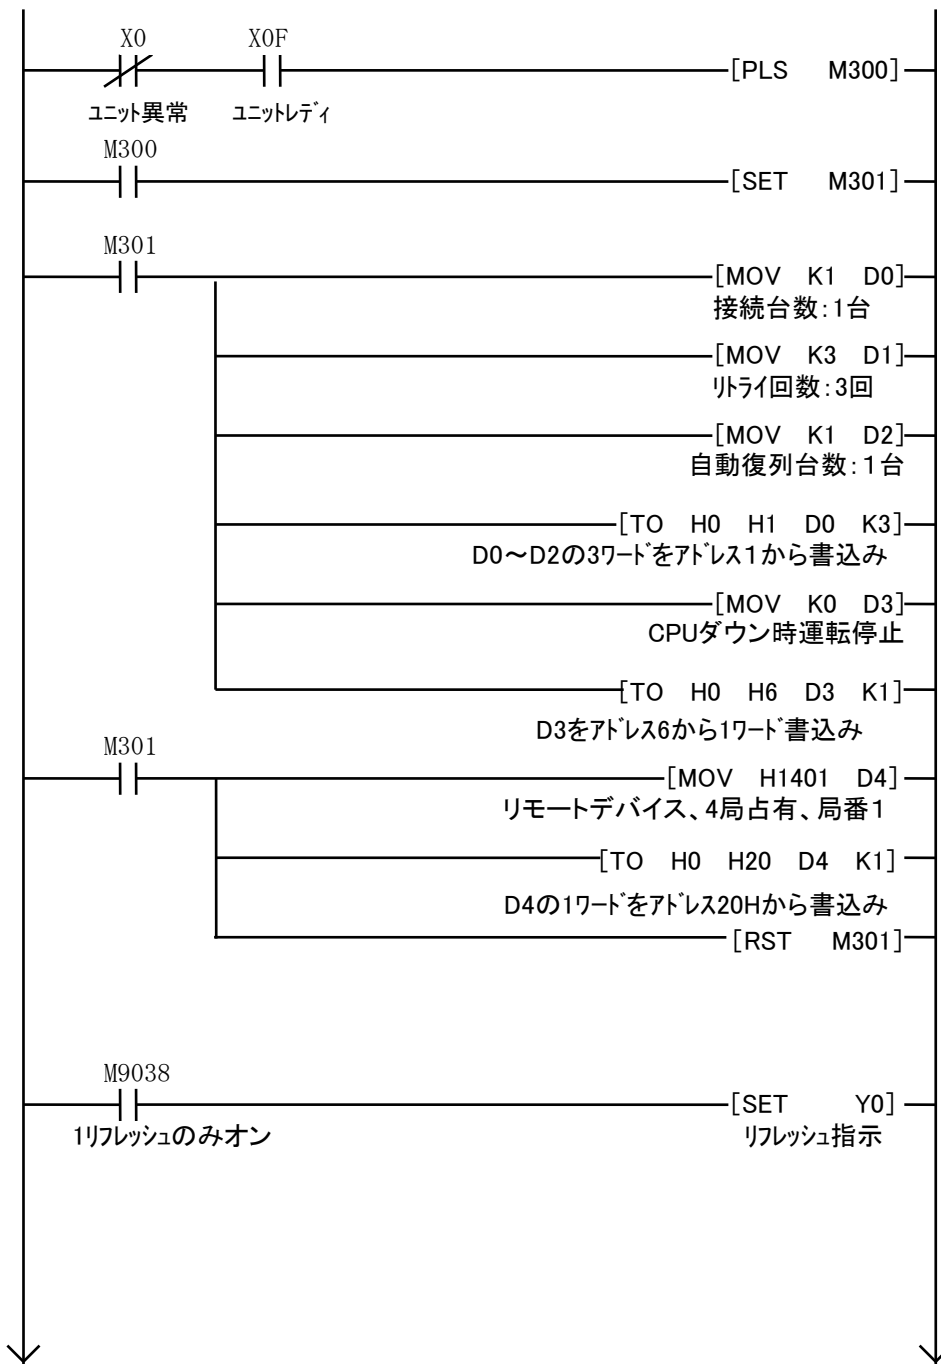 X0 X0F
[PLS M300]
ユニット異常 ユニットレディ
M300
[SET M301]
M301
[MOV K1 D0]
接続台数:1台
[MOV K3 D1]
リトライ回数:3回
[MOV K1 D2]
自動復列台数:1台
[TO H0 H1 D0 K3]
D0～D2の3ワードをアドレス1から書込み
[MOV K0 D3]
CPUダウン時運転停止
[TO H0 H6 D3 K1]
D3をアドレス6から1ワード書込み
M301
[MOV H1401 D4]
リモートデバイス、4局占有、局番1
[TO H0 H20 D4 K1]
D4の1ワードをアドレス20Hから書込み
[RST M301]
M9038
[SET Y0]
1リフレッシュのみオン リフレッシュ指示